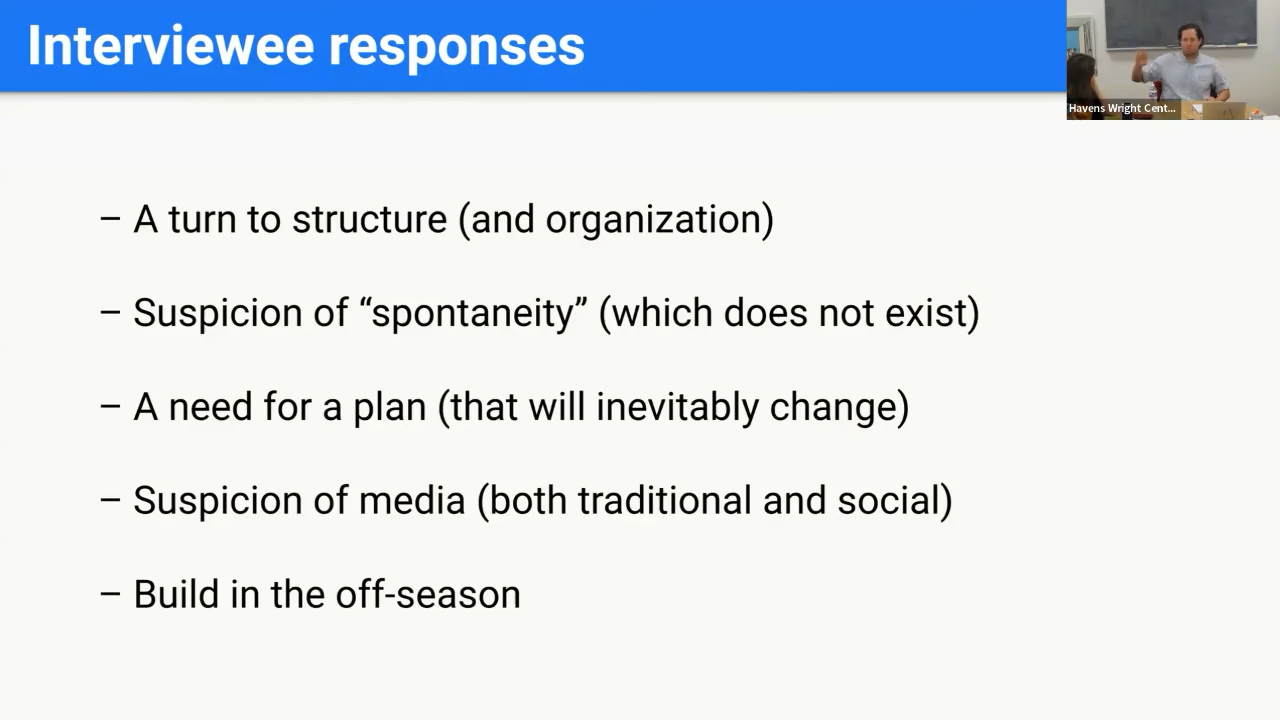 Interviewee responses
Havens Wright Cent...
– A turn to structure (and organization)
– Suspicion of “spontaneity” (which does not exist)
– A need for a plan (that will inevitably change)
– Suspicion of media (both traditional and social)
– Build in the off-season